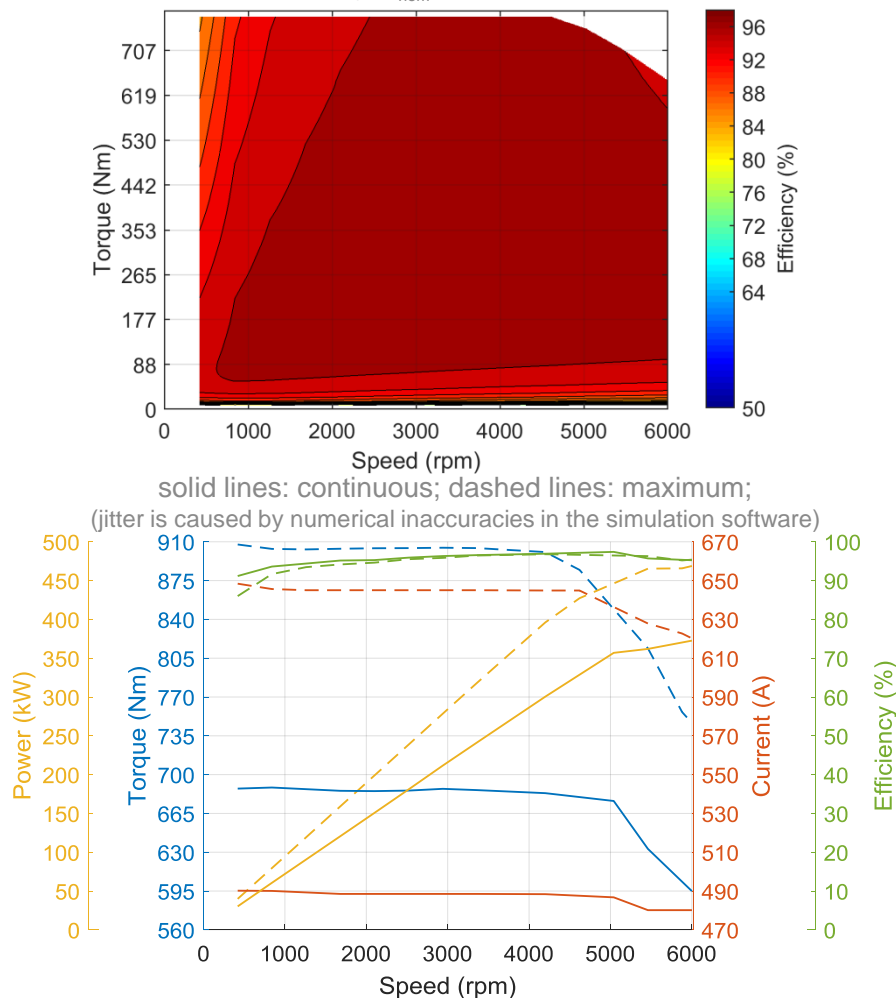 707
619
530
442
353
265
177
88
0
Torque (Nm)
0 1000 2000 3000 4000 5000 6000
Speed (rpm)
96
92
88
84
80
76
72
68
64
50
Efficiency (%)
solid lines: continuous; dashed lines: maximum;
(jitter is caused by numerical inaccuracies in the simulation software)
500 910 670 100
450 875 650 90
400 840 630 80
350 805 610 70
300 770 590 60
250 735 570 50
200 700 550 40
150 665 530 30
100 630 510 20
50 595 490 10
0 560 470 0
Power (kW)
Torque (Nm)
Current (A)
Efficiency (%)
0 1000 2000 3000 4000 5000 6000
Speed (rpm)